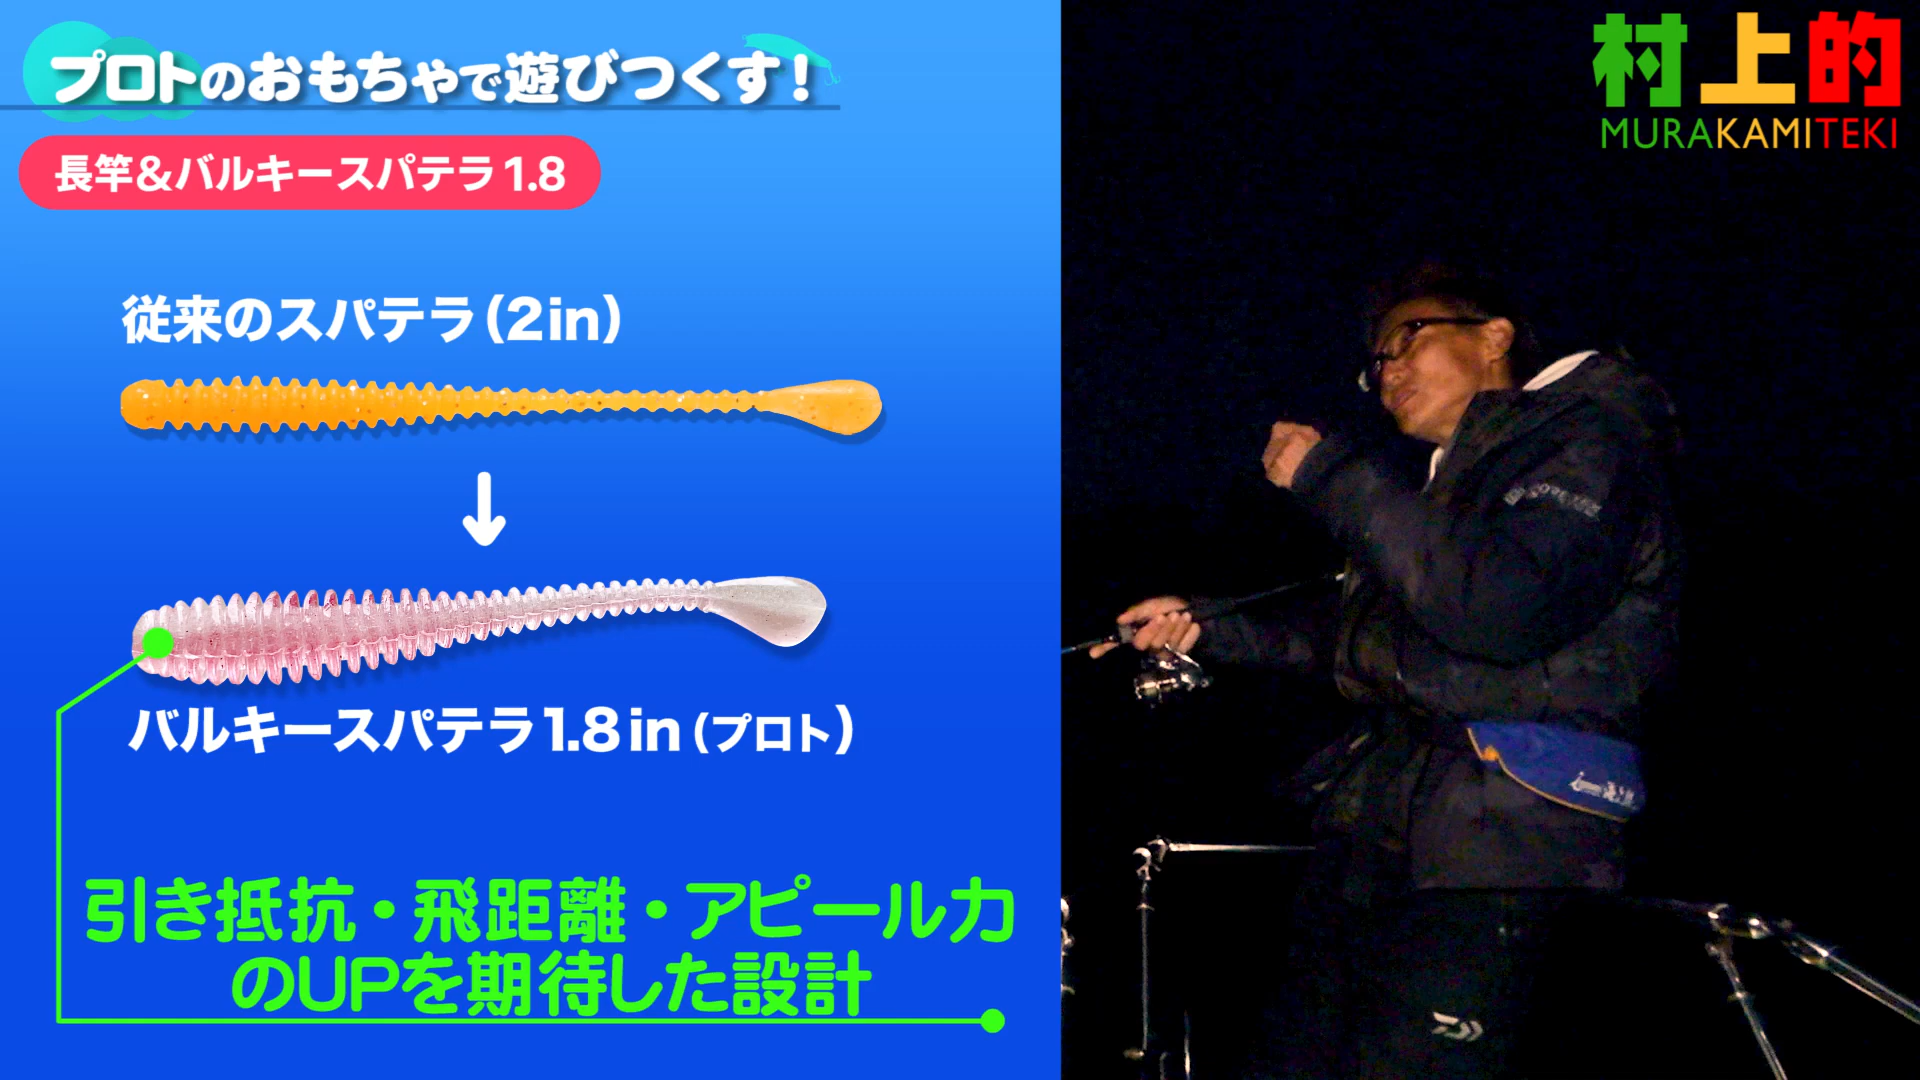 プロトのおもちゃで遊びつくす!
長竿&バルキースパテラ1.8
従来のスパテラ(2in)
バルキースパテラ1.8in(プロト)
引き抵抗・飛距離・アピール力
のUPを期待した設計
村上的
MURAKAMITEKI
GORE-TEX